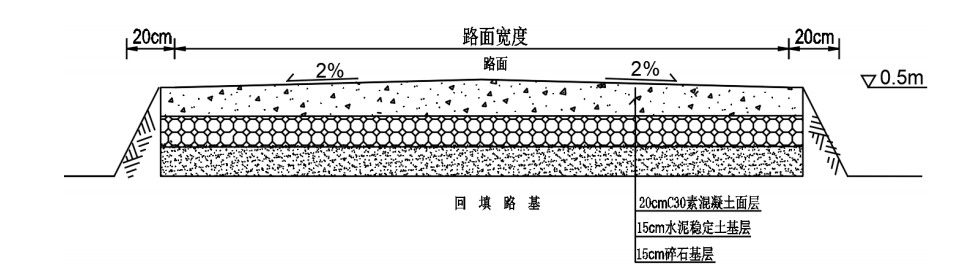 20cm
路面宽度
20cm
路面
2%
2%
0.5m
回填路基
20cmC30素混凝土面层
15cm水泥稳定土基层
15cm碎石基层